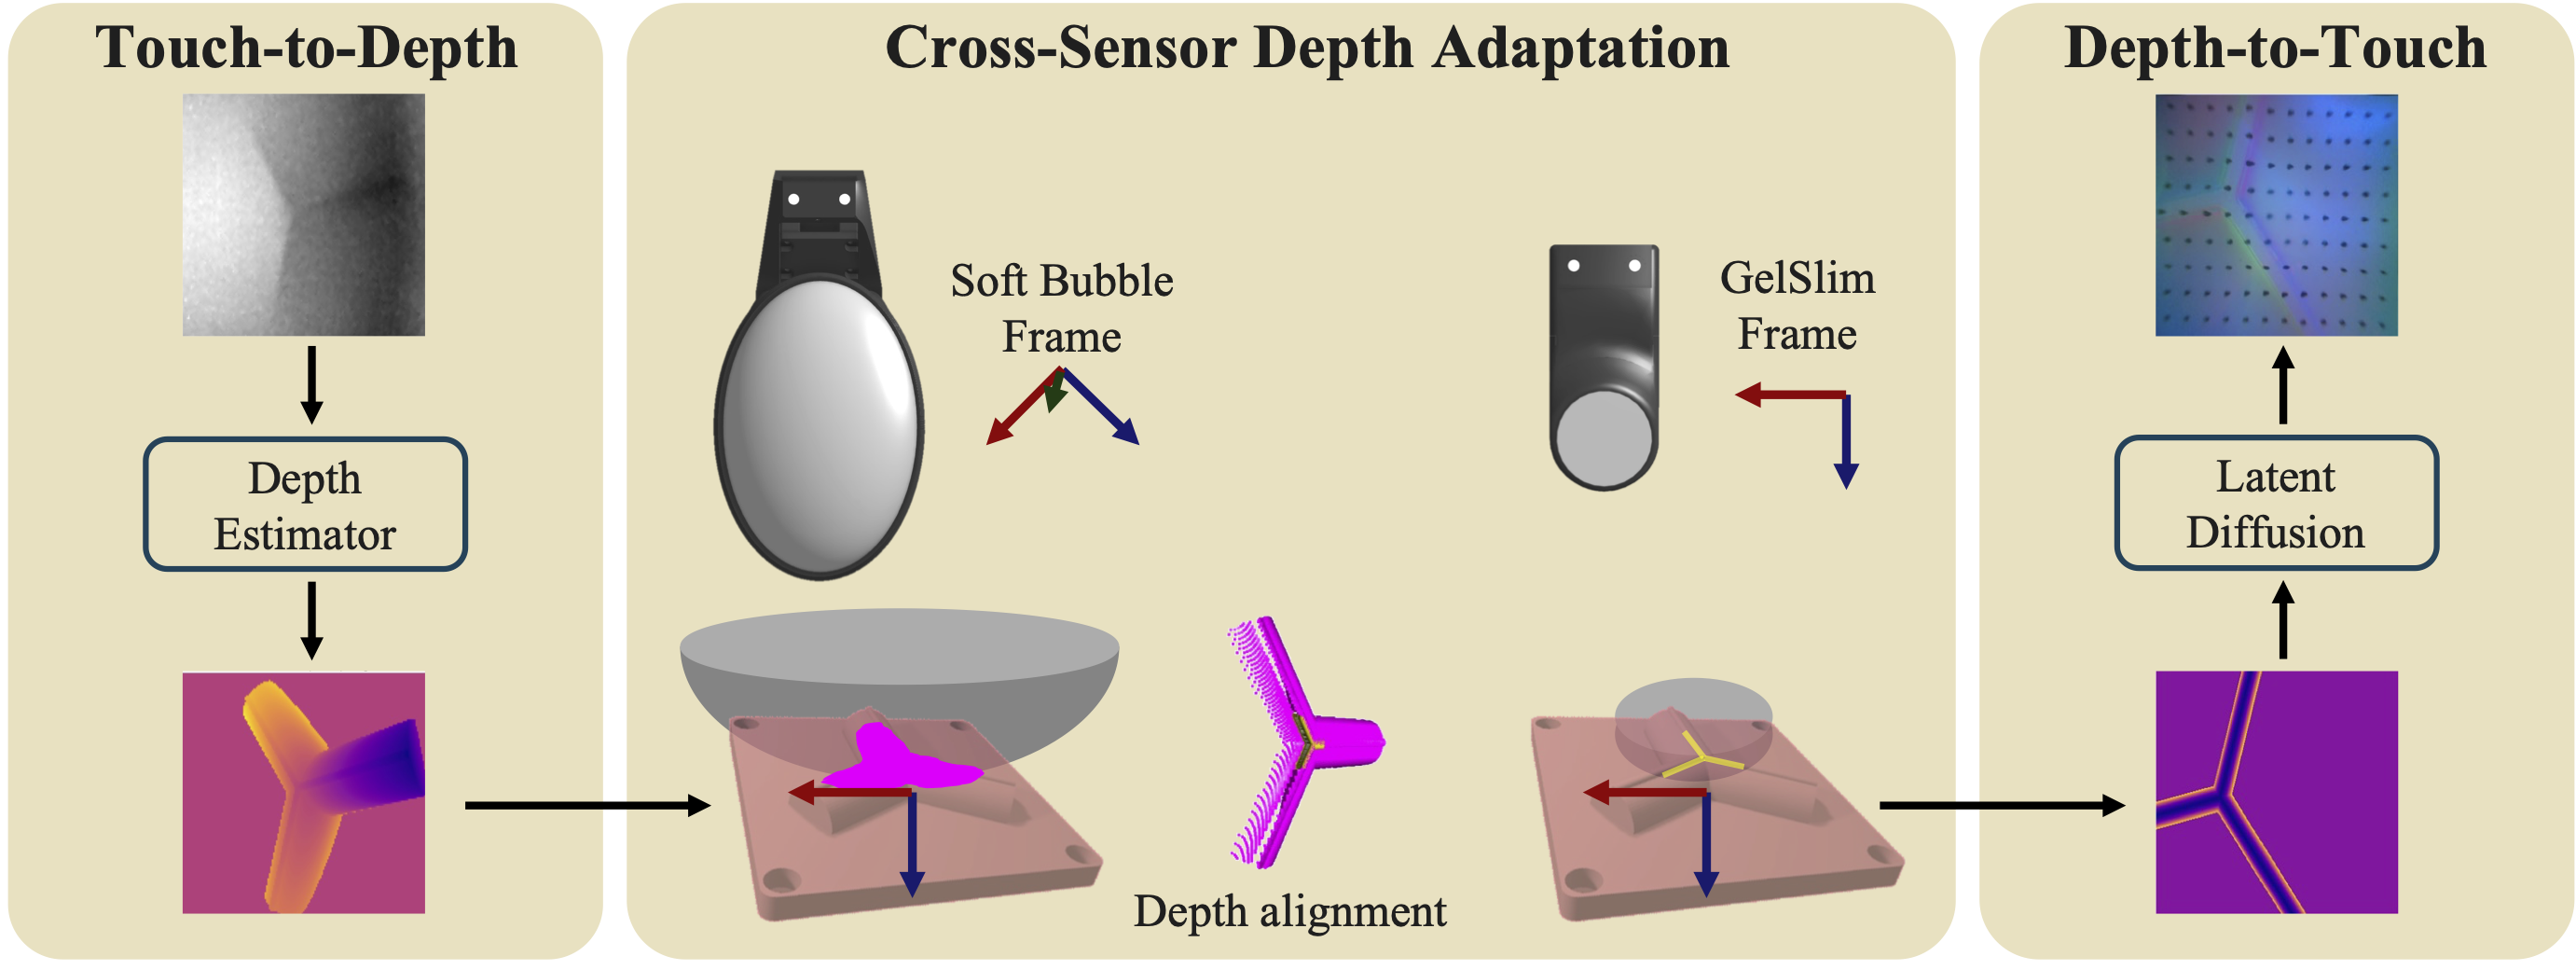 Touch-to-Depth
Depth
Estimator
Cross-Sensor Depth Adaptation
Soft Bubble
Frame
GelSlim
Frame
Depth alignment
Depth-to-Touch
Latent
Diffusion